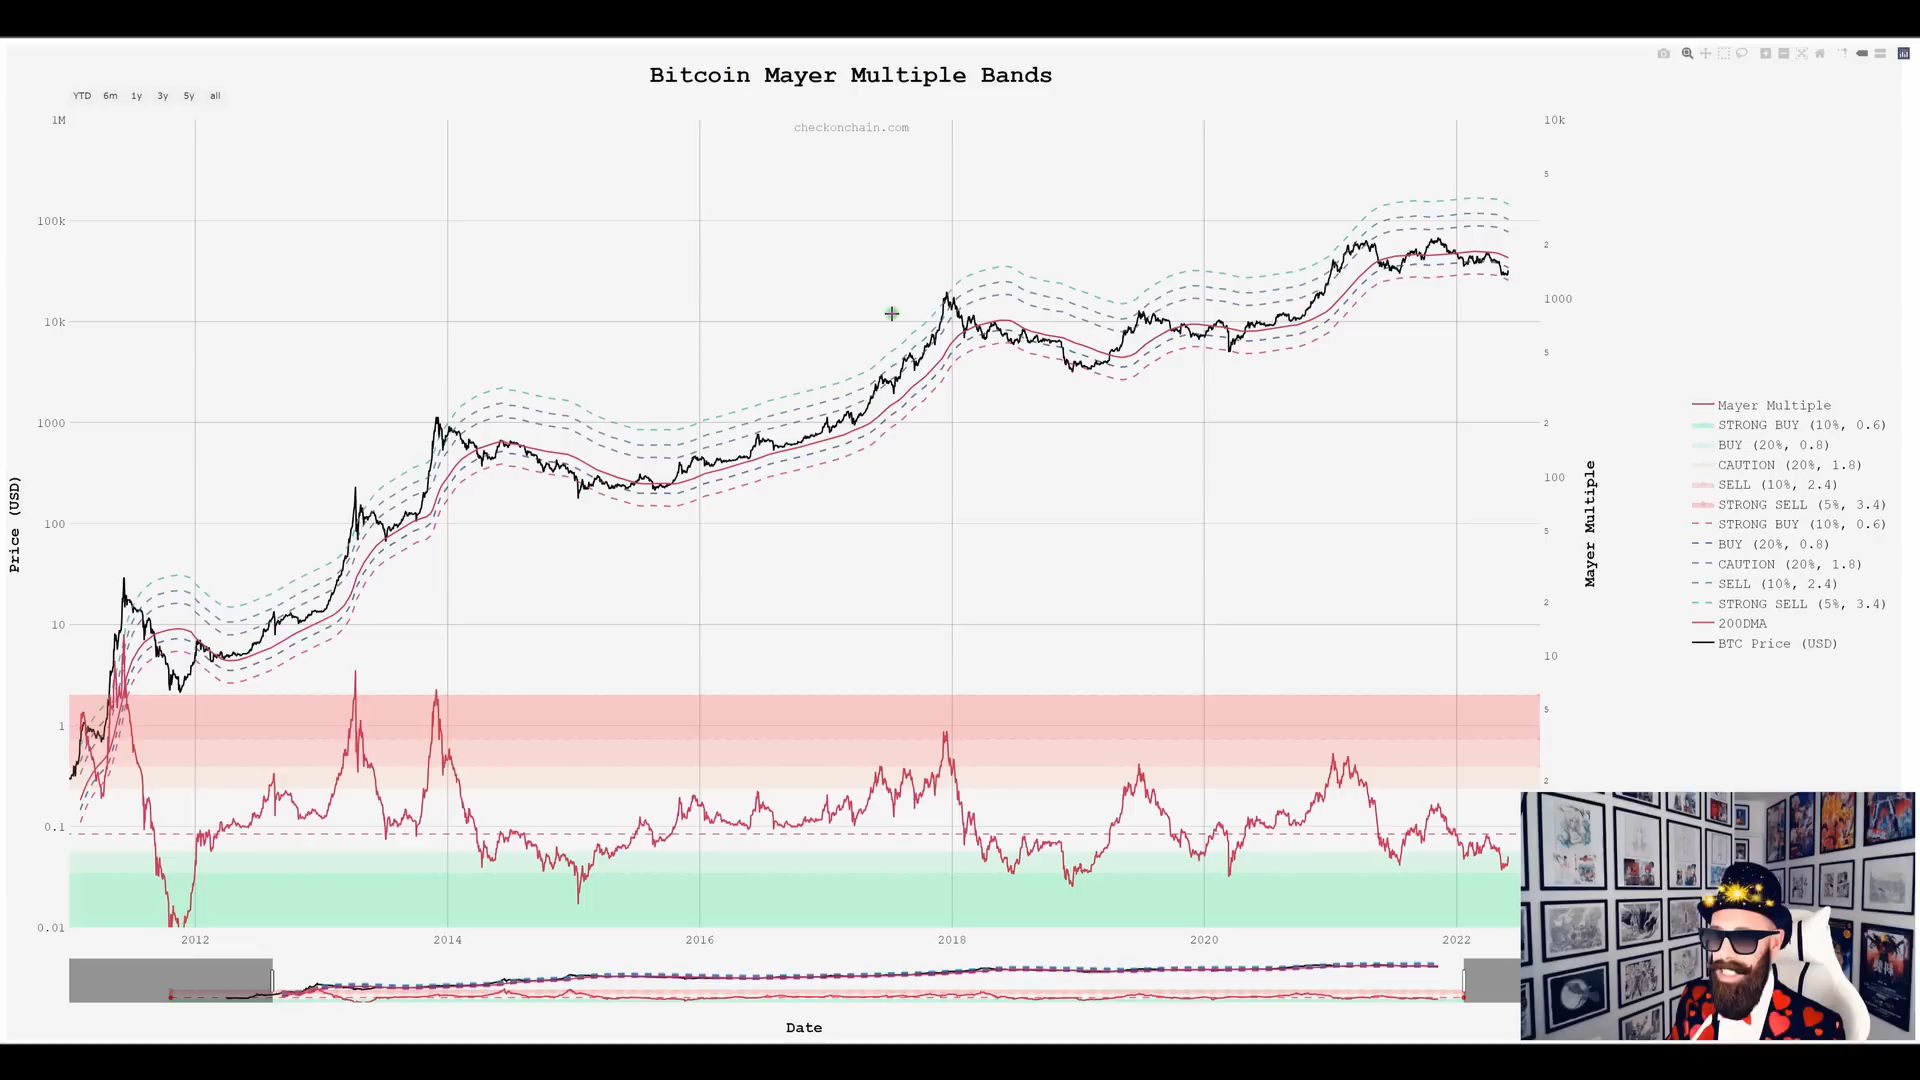 Bitcoin Mayer Multiple Bands
YTD 6m 1y 3y 5y all
checkonchain.com
1M
100k
10k
1000
100
10
1
0.1
0.01
Price (USD)
10k
5
2
1000
5
2
100
5
2
10
5
2
Mayer Multiple
2012 2014 2016 2018 2020 2022
Date
Mayer Multiple
STRONG BUY (10%, 0.6)
BUY (20%, 0.8)
CAUTION (20%, 1.8)
SELL (10%, 2.4)
STRONG SELL (5%, 3.4)
STRONG BUY (10%, 0.6)
BUY (20%, 0.8)
CAUTION (20%, 1.8)
SELL (10%, 2.4)
STRONG SELL (5%, 3.4)
200DMA
BTC Price (USD)